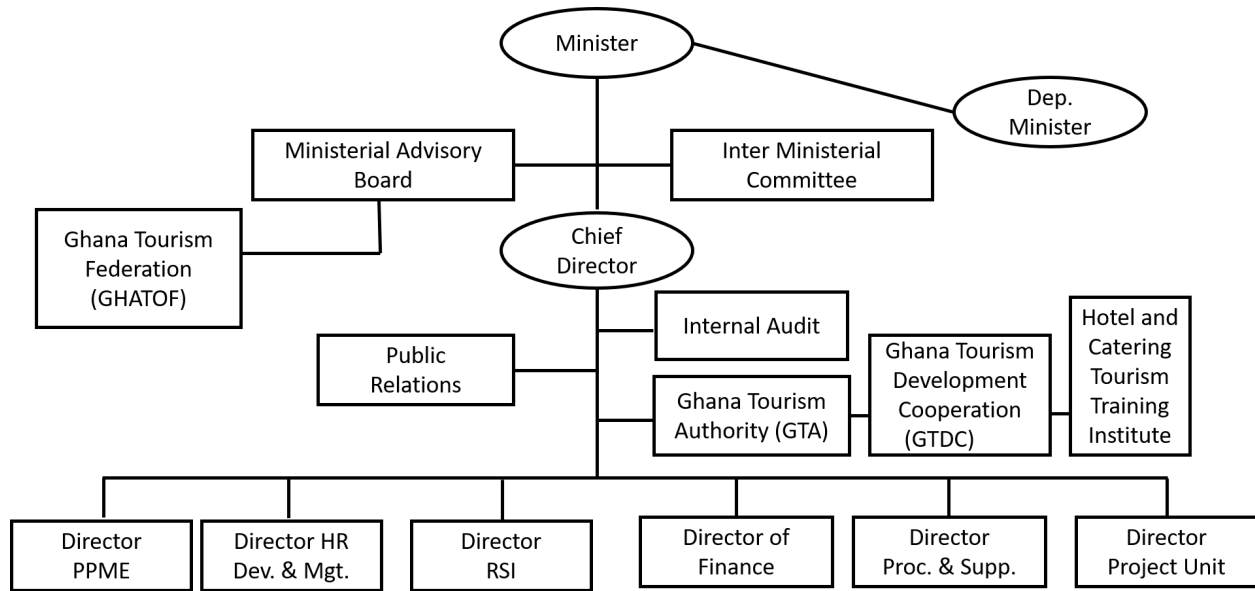 Minister
Dep.
Minister
Ministerial Advisory
Board
Inter Ministerial
Committee
Ghana Tourism
Federation
(GHATOF)
Chief
Director
Internal Audit
Public
Relations
Ghana Tourism
Authority (GTA)
Ghana Tourism
Development
Cooperation
(GTDC)
Hotel and
Catering
Tourism
Training
Institute
Director
PPME
Director HR
Dev. & Mgt.
Director
RSI
Director of
Finance
Director
Proc. & Supp.
Director
Project Unit